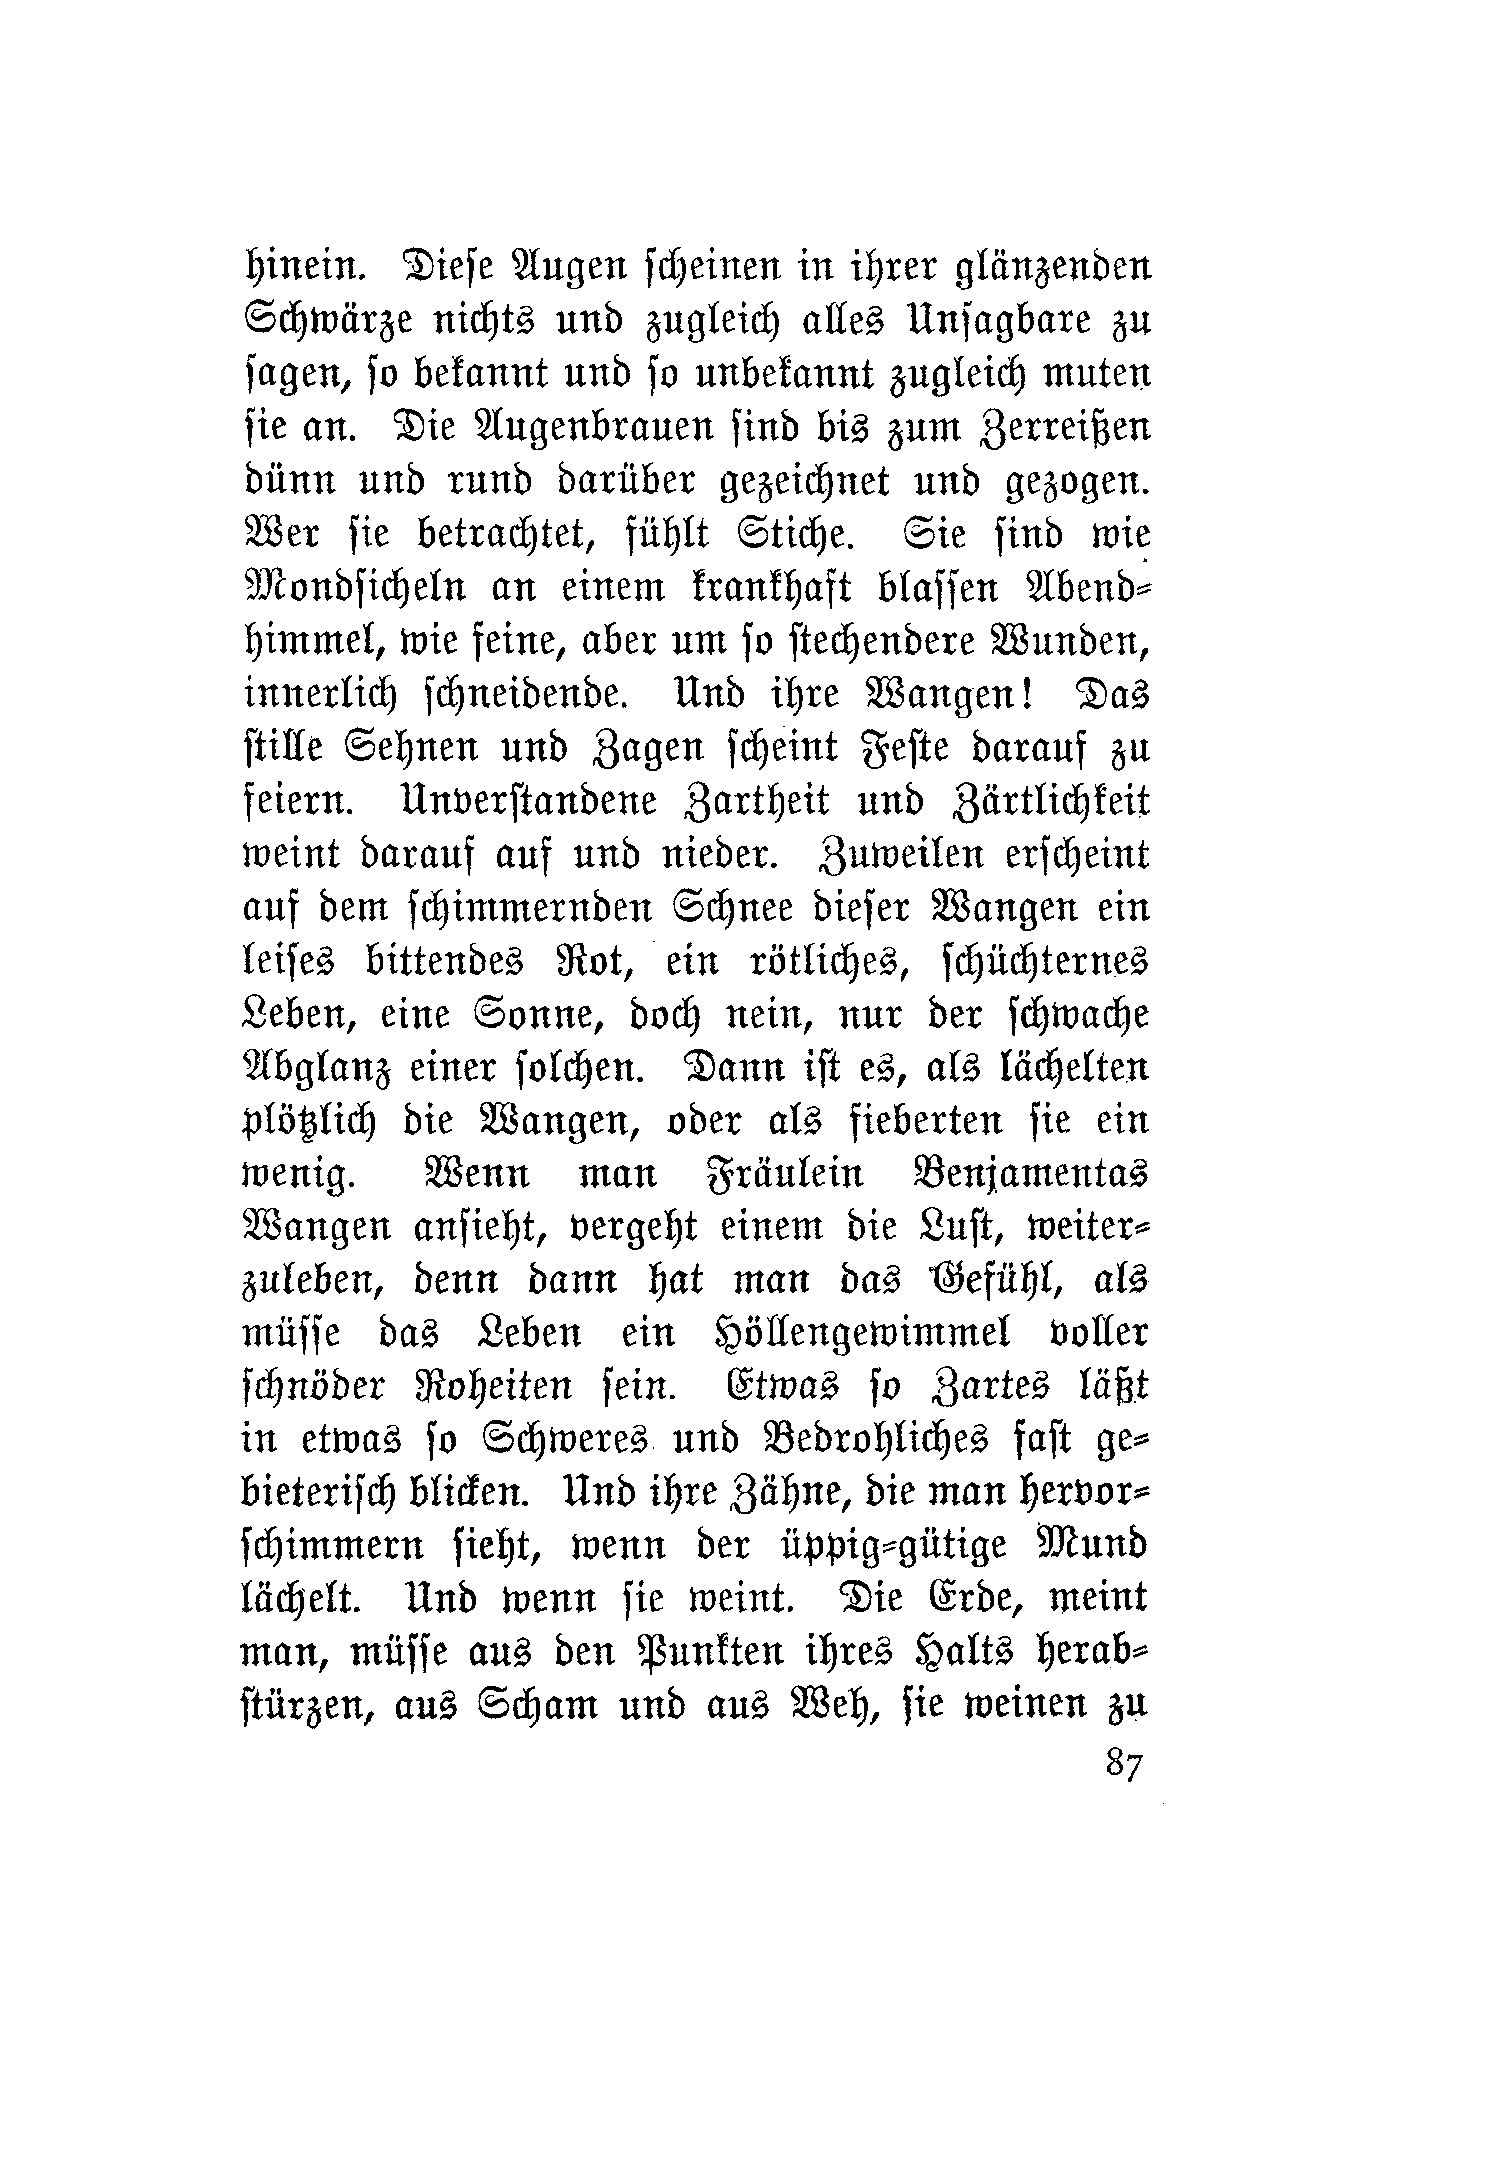 hinein. Dieſe Augen ſcheinen in ihrer glänzenden
Schwärze nichts und zugleich alles Unſagbare zu
ſagen, ſo bekannt und ſo unbekannt zugleich muten
ſie an. Die Augenbrauen ſind bis zum Zerreißen
dünn und rund darüber gezeichnet und gezogen.
Wer ſie betrachtet, fühlt Stiche. Sie ſind wie
Mondſicheln an einem krankhaft blaſſen Abend⸗
himmel, wie feine, aber um ſo ſtechendere Wunden,
innerlich ſchneidende. Und ihre Wangen! Das
ſtille Sehnen und Zagen ſcheint Feſte darauf zu
feiern. Unverſtandene Zartheit und Zärtlichkeit
weint darauf auf und nieder. Zuweilen erſcheint
auf dem ſchimmernden Schnee dieſer Wangen ein
leiſes bittendes Rot, ein rötliches, ſchüchternes
Leben, eine Sonne, doch nein, nur der ſchwache
Abglanz einer ſolchen. Dann iſt es, als lächelten
plötzlich die Wangen, oder als fieberten ſie ein
wenig. Wenn man Fräulein Benjamentas
Wangen anſieht, vergeht einem die Luſt, weiter⸗
zuleben, denn dann hat man das Gefühl, als
müſſe das Leben ein Höllengewimmel voller
ſchnöder Roheiten ſein. Etwas ſo Zartes läßt
in etwas ſo Schweres und Bedrohliches faſt ge⸗
bieteriſch blicken. Und ihre Zähne, die man hervor⸗
ſchimmern ſieht, wenn der üppig⸗gütige Mund
lächelt. Und wenn ſie weint. Die Erde, meint
man, müſſe aus den Punkten ihres Halts herab⸗
ſtürzen, aus Scham und aus Weh, ſie weinen zu
87